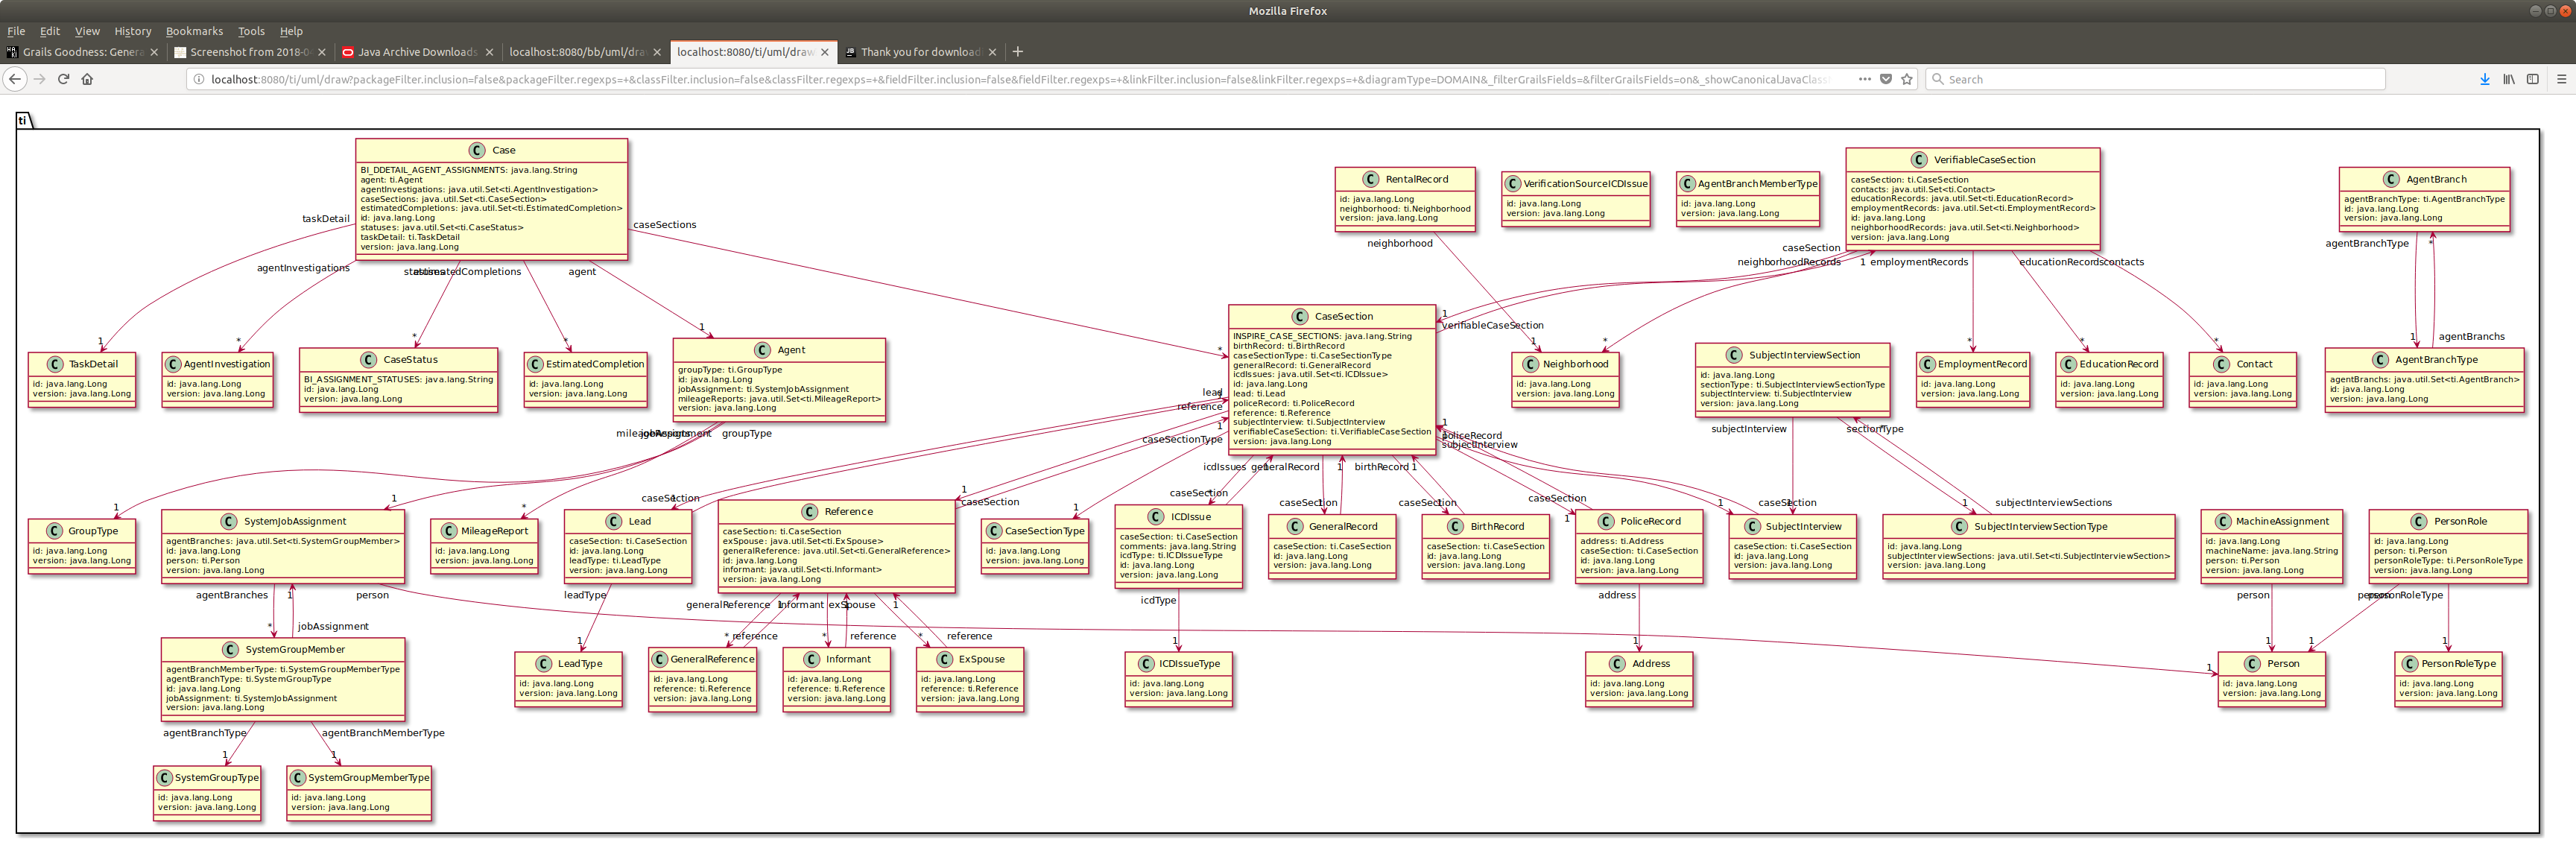 Mozilla Firefox
File Edit View History Bookmarks Tools Help
Grails Goodness: Genera
Screenshot from 2018-0
Java Archive Downloads
localhost:8080/bb/uml/dra
localhost:8080/ti/uml/draw
Thank you for download
localhost:8080/ti/uml/draw?packageFilter.inclusion=false&packageFilter.regexps=+&classFilter.inclusion=false&classFilter.regexps=+&fieldFilter.inclusion=false&fieldFilter.regexps=+&linkFilter.inclusion=false&linkFilter.regexps=+&diagramType=DOMAIN&_filterGrailsFields=&filterGrailsFields=on&_showCanonicalJavaClass
Search
ti
C Case
BI_DDETAIL_AGENT_ASSIGNMENTS: java.lang.String
agent: ti.Agent
agentInvestigations: java.util.Set<ti.AgentInvestigation>
caseSections: java.util.Set<ti.CaseSection>
estimatedCompletions: java.util.Set<ti.EstimatedCompletion>
id: java.lang.Long
statuses: java.util.Set<ti.CaseStatus>
taskDetail: ti.TaskDetail
version: java.lang.Long
C RentalRecord
id: java.lang.Long
neighborhood: ti.Neighborhood
version: java.lang.Long
C VerificationSourceICDIssue
id: java.lang.Long
version: java.lang.Long
C AgentBranchMemberType
id: java.lang.Long
version: java.lang.Long
C VerifiableCaseSection
caseSection: ti.CaseSection
contacts: java.util.Set<ti.Contact>
educationRecords: java.util.Set<ti.EducationRecord>
employmentRecords: java.util.Set<ti.EmploymentRecord>
id: java.lang.Long
neighborhoodRecords: java.util.Set<ti.Neighborhood>
version: java.lang.Long
C AgentBranch
agentBranchType: ti.AgentBranchType
id: java.lang.Long
version: java.lang.Long
taskDetail
caseSections
agentInvestigations
estimatedCompletions
agent
neighborhood
caseSection
neighborhoodRecords
1
employmentRecords
educationRecords
contacts
agentBranchType
*
C TaskDetail
id: java.lang.Long
version: java.lang.Long
C AgentInvestigation
id: java.lang.Long
version: java.lang.Long
C CaseStatus
BI_ASSIGNMENT_STATUSES: java.lang.String
id: java.lang.Long
version: java.lang.Long
C EstimatedCompletion
id: java.lang.Long
version: java.lang.Long
C Agent
groupType: ti.GroupType
id: java.lang.Long
jobAssignment: ti.SystemJobAssignment
mileageReports: java.util.Set<ti.MileageReport>
version: java.lang.Long
C CaseSection
INSPIRE_CASE_SECTIONS: java.lang.String
birthRecord: ti.BirthRecord
caseSectionType: ti.CaseSectionType
generalRecord: ti.GeneralRecord
icdIssues: java.util.Set<ti.ICDIssue>
id: java.lang.Long
lead: ti.Lead
policeRecord: ti.PoliceRecord
reference: ti.Reference
subjectInterview: ti.SubjectInterview
verifiableCaseSection: ti.VerifiableCaseSection
version: java.lang.Long
1
verifiableCaseSection
C Neighborhood
id: java.lang.Long
version: java.lang.Long
C SubjectInterviewSection
id: java.lang.Long
sectionType: ti.SubjectInterviewSectionType
subjectInterview: ti.SubjectInterview
version: java.lang.Long
C EmploymentRecord
id: java.lang.Long
version: java.lang.Long
C EducationRecord
id: java.lang.Long
version: java.lang.Long
C Contact
id: java.lang.Long
version: java.lang.Long
agentBranchs
C AgentBranchType
agentBranchs: java.util.Set<ti.AgentBranch>
id: java.lang.Long
version: java.lang.Long
lead
reference
caseSectionType
groupType
policeRecord
subjectInterview
subjectInterview
sectionType
icdIssues
generalRecord
birthRecord
1
C GroupType
id: java.lang.Long
version: java.lang.Long
C SystemJobAssignment
agentBranches: java.util.Set<ti.SystemGroupMember>
id: java.lang.Long
person: ti.Person
version: java.lang.Long
C MileageReport
id: java.lang.Long
version: java.lang.Long
caseSection
C Lead
caseSection: ti.CaseSection
id: java.lang.Long
leadType: ti.LeadType
version: java.lang.Long
C Reference
caseSection: ti.CaseSection
exSpouse: java.util.Set<ti.ExSpouse>
generalReference: java.util.Set<ti.GeneralReference>
id: java.lang.Long
informant: java.util.Set<ti.Informant>
version: java.lang.Long
caseSection
C CaseSectionType
id: java.lang.Long
version: java.lang.Long
caseSection
C ICDIssue
caseSection: ti.CaseSection
comments: java.lang.String
icdType: ti.ICDIssueType
id: java.lang.Long
version: java.lang.Long
caseSection
C GeneralRecord
caseSection: ti.CaseSection
id: java.lang.Long
version: java.lang.Long
caseSection
C BirthRecord
caseSection: ti.CaseSection
id: java.lang.Long
version: java.lang.Long
caseSection
C PoliceRecord
address: ti.Address
caseSection: ti.CaseSection
id: java.lang.Long
version: java.lang.Long
caseSection
C SubjectInterview
caseSection: ti.CaseSection
id: java.lang.Long
version: java.lang.Long
subjectInterviewSections
C SubjectInterviewSectionType
id: java.lang.Long
subjectInterviewSections: java.util.Set<ti.SubjectInterviewSection>
version: java.lang.Long
C MachineAssignment
id: java.lang.Long
machineName: java.lang.String
person: ti.Person
version: java.lang.Long
C PersonRole
id: java.lang.Long
person: ti.Person
personRoleType: ti.PersonRoleType
version: java.lang.Long
agentBranches
1
person
leadType
generalReference
informant
exSpouse
1
icdType
address
person
personRoleType
jobAssignment
reference
reference
reference
C SystemGroupMember
agentBranchMemberType: ti.SystemGroupMemberType
agentBranchType: ti.SystemGroupType
id: java.lang.Long
jobAssignment: ti.SystemJobAssignment
version: java.lang.Long
C LeadType
id: java.lang.Long
version: java.lang.Long
C GeneralReference
id: java.lang.Long
reference: ti.Reference
version: java.lang.Long
C Informant
id: java.lang.Long
reference: ti.Reference
version: java.lang.Long
C ExSpouse
id: java.lang.Long
reference: ti.Reference
version: java.lang.Long
C ICDIssueType
id: java.lang.Long
version: java.lang.Long
C Address
id: java.lang.Long
version: java.lang.Long
C Person
id: java.lang.Long
version: java.lang.Long
C PersonRoleType
id: java.lang.Long
version: java.lang.Long
agentBranchType
agentBranchMemberType
C SystemGroupType
id: java.lang.Long
version: java.lang.Long
C SystemGroupMemberType
id: java.lang.Long
version: java.lang.Long